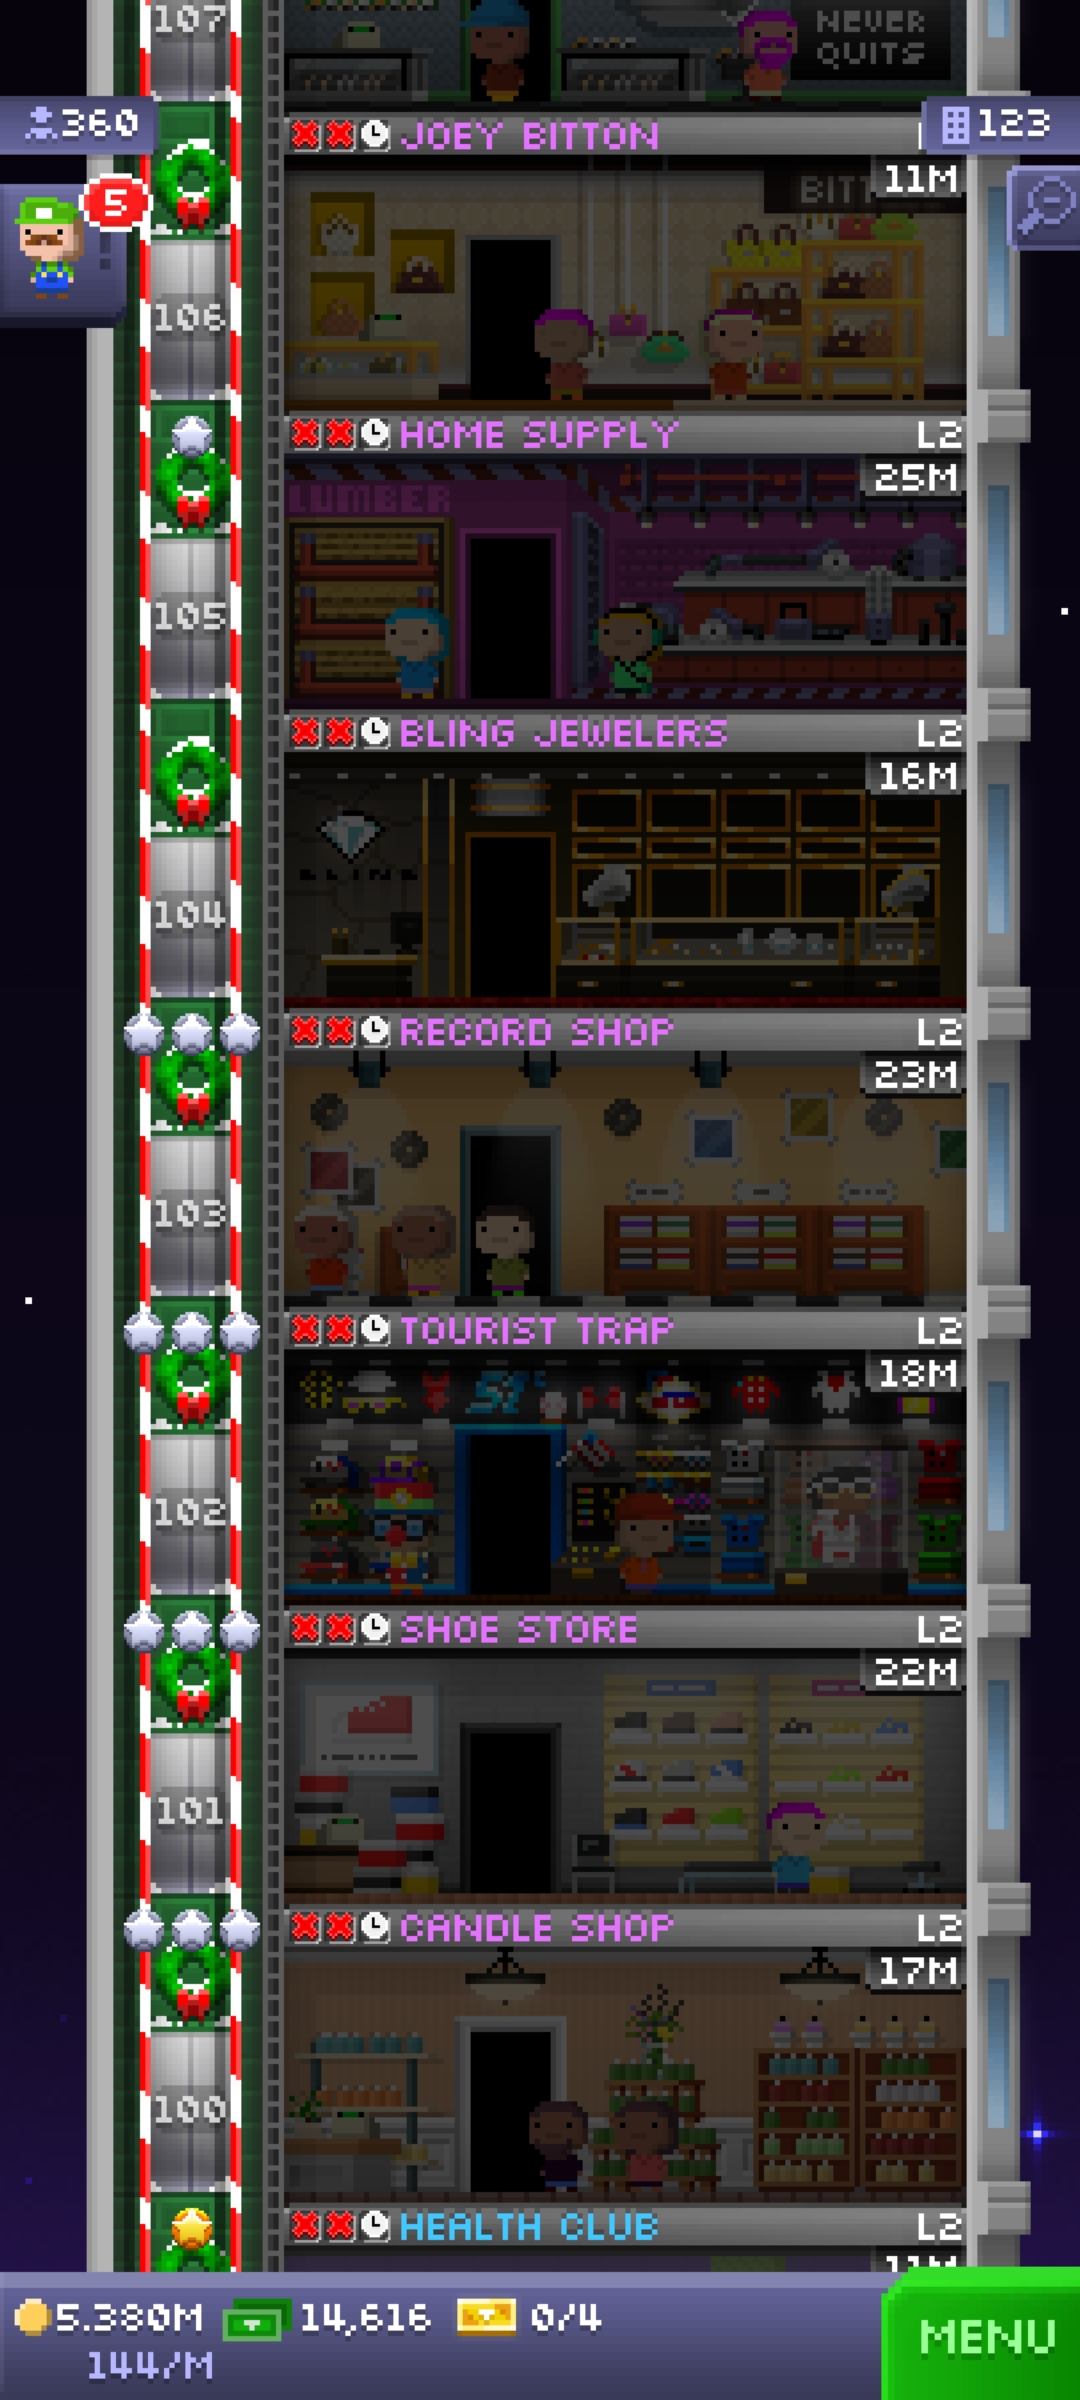 107
NEVER
QUITS
360
JOEY BITTON
123
5
11M
BITT
106
HOME SUPPLY L2
25M
LUMBER
105
BLING JEWELERS L2
16M
BLING
104
RECORD SHOP L2
23M
103
TOURIST TRAP L2
18M
102
SHOE STORE L2
22M
101
CANDLE SHOP L2
17M
100
HEALTH CLUB L2
11M
5.380M 14,616 0/4
144/M
MENU